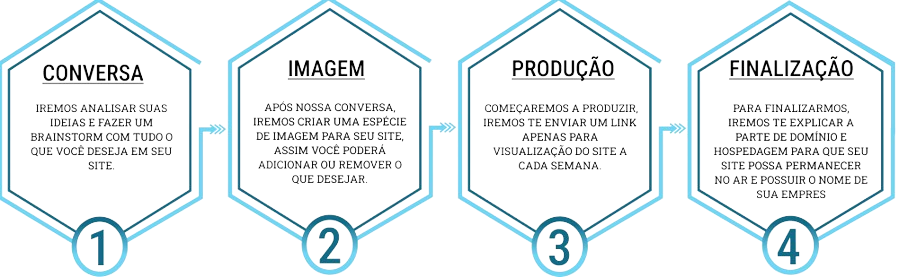 CONVERSA
IREMOS ANALISAR SUAS
IDEIAS E FAZER UM
BRAINSTORM COM TUDO O
QUE VOCÊ DESEJA EM SEU
SITE.
1
IMAGEM
APÓS NOSSA CONVERSA,
IREMOS CRIAR UMA ESPÉCIE
DE IMAGEM PARA SEU SITE,
ASSIM VOCÊ PODERÁ
ADICIONAR OU REMOVER O
QUE DESEJAR.
2
PRODUÇÃO
COMEÇAREMOS A PRODUZIR,
IREMOS TE ENVIAR UM LINK
APENAS PARA
VISUALIZAÇÃO DO SITE A
CADA SEMANA.
3
FINALIZAÇÃO
PARA FINALIZARMOS,
IREMOS TE EXPLICAR A
PARTE DE DOMÍNIO E
HOSPEDAGEM PARA QUE SEU
SITE POSSA PERMANECER
NO AR E POSSUIR O NOME DE
SUA EMPRES
4